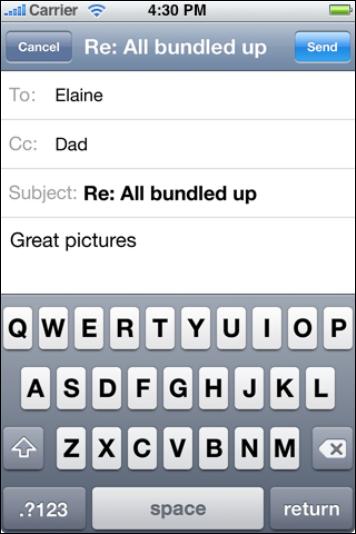 Carrier 4:30 PM
Cancel Re: All bundled up Send
To: Elaine
Cc: Dad
Subject: Re: All bundled up
Great pictures
Q W E R T Y U I O P
A S D F G H J K L
Z X C V B N M
.?123 space return